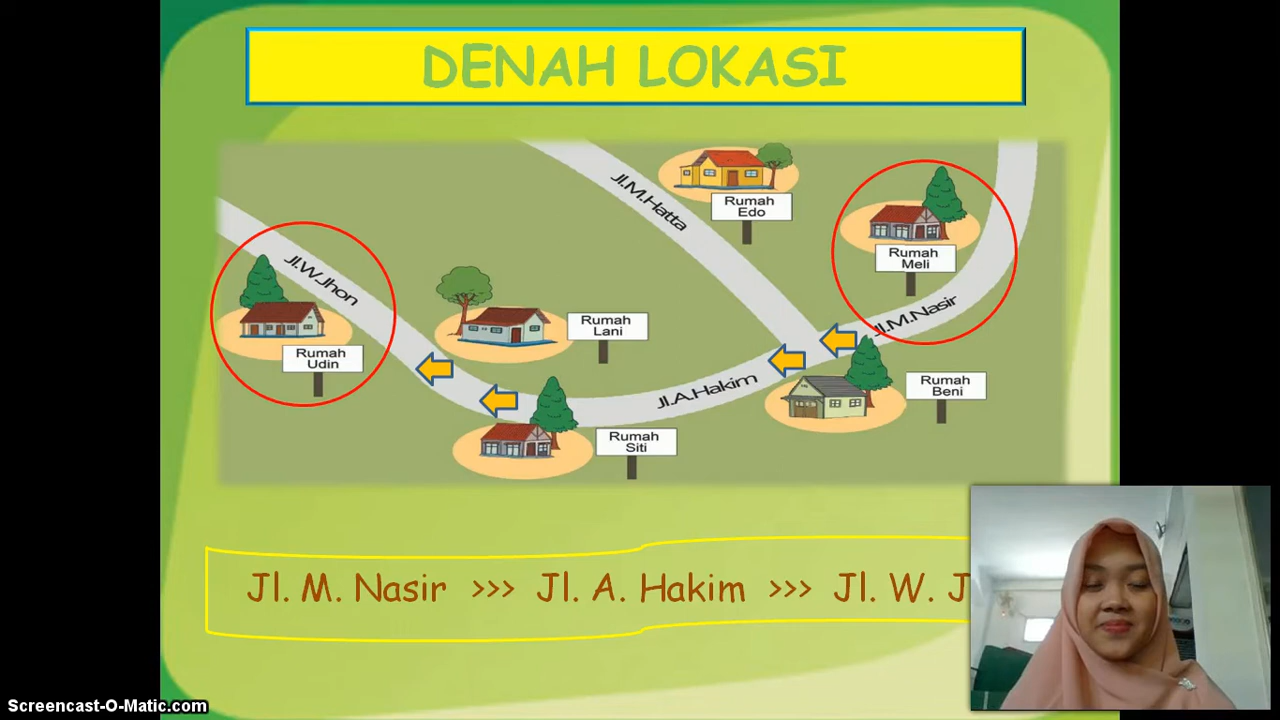 DENAH LOKASI
Jl.M.Hatta
Rumah
Edo
Rumah
Meli
Jl.W.Jhon
Jl.M.Nasir
Rumah
Lani
Rumah
Udin
Jl.A.Hakim
Rumah
Beni
Rumah
Siti
Jl. M. Nasir >>> Jl. A. Hakim >>> Jl. W. J
Screencast-O-Matic.com